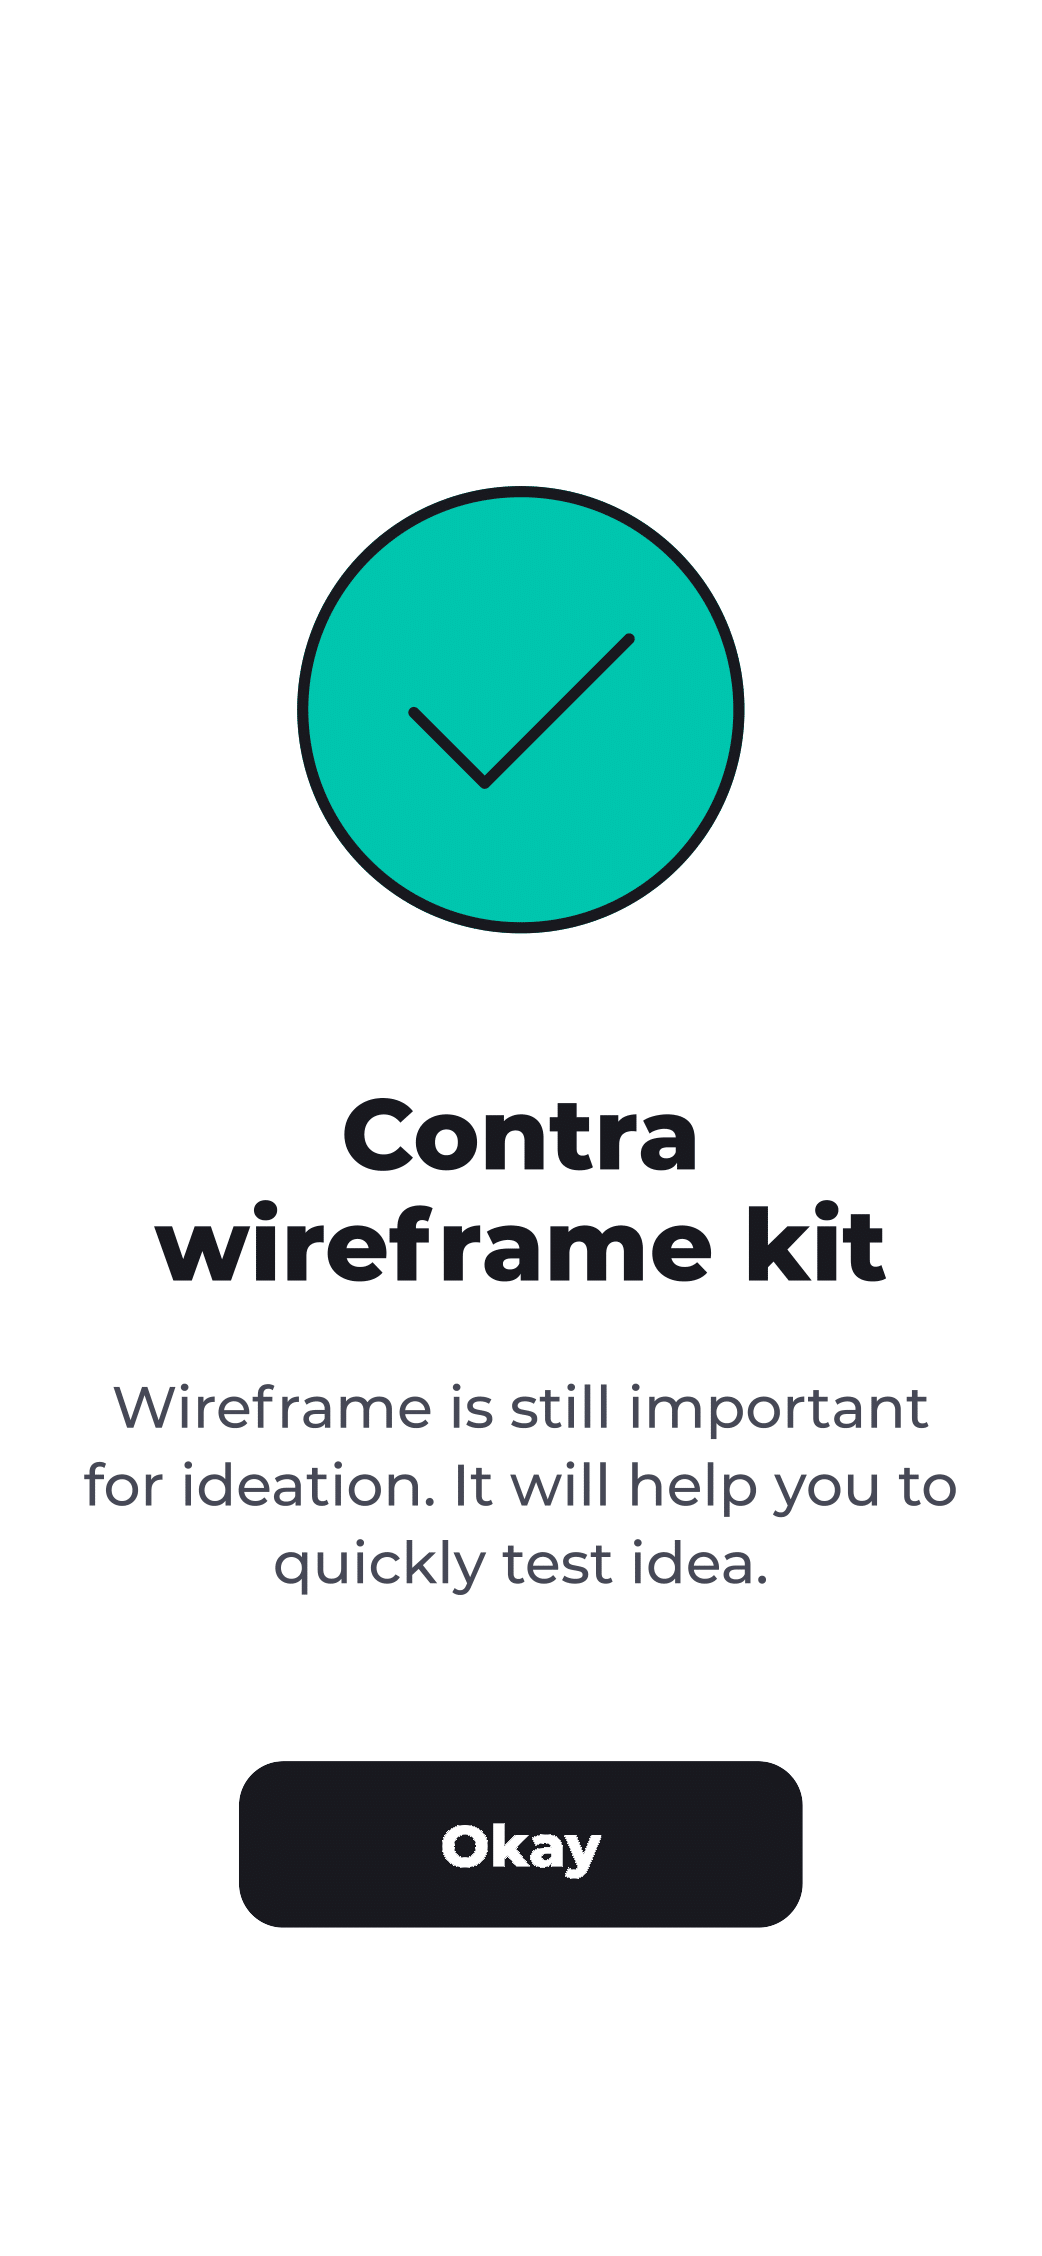 Contra
wireframe kit
Wireframe is still important
for ideation. It will help you to
quickly test idea.
Okay